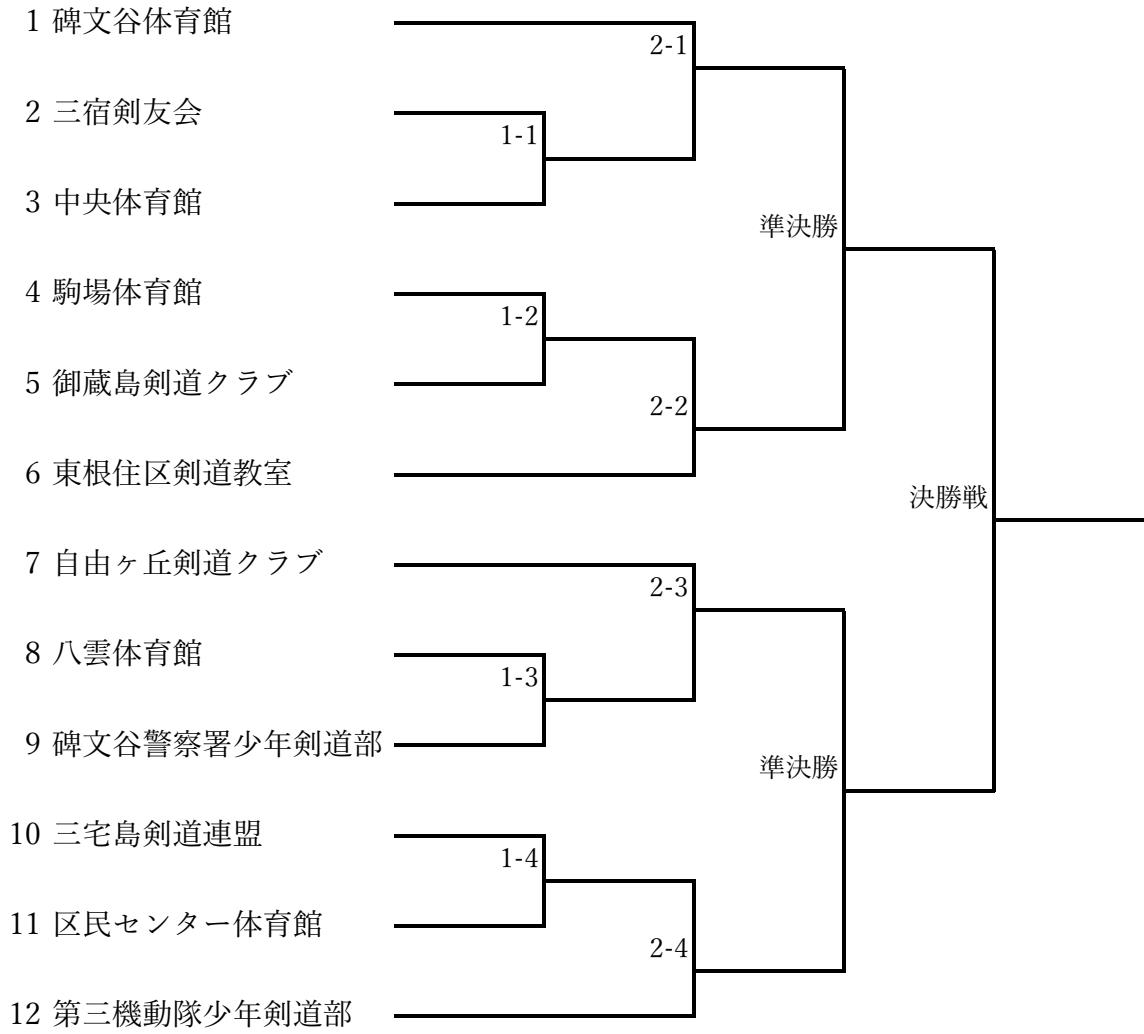 1 碑文谷体育館
2-1
2 三宿剣友会
1-1
3 中央体育館
準決勝
4 駒場体育館
1-2
5 御蔵島剣道クラブ
2-2
6 東根住区剣道教室
決勝戦
7 自由ヶ丘剣道クラブ
2-3
8 八雲体育館
1-3
9 碑文谷警察署少年剣道部
準決勝
10 三宅島剣道連盟
1-4
11 区民センター体育館
2-4
12 第三機動隊少年剣道部